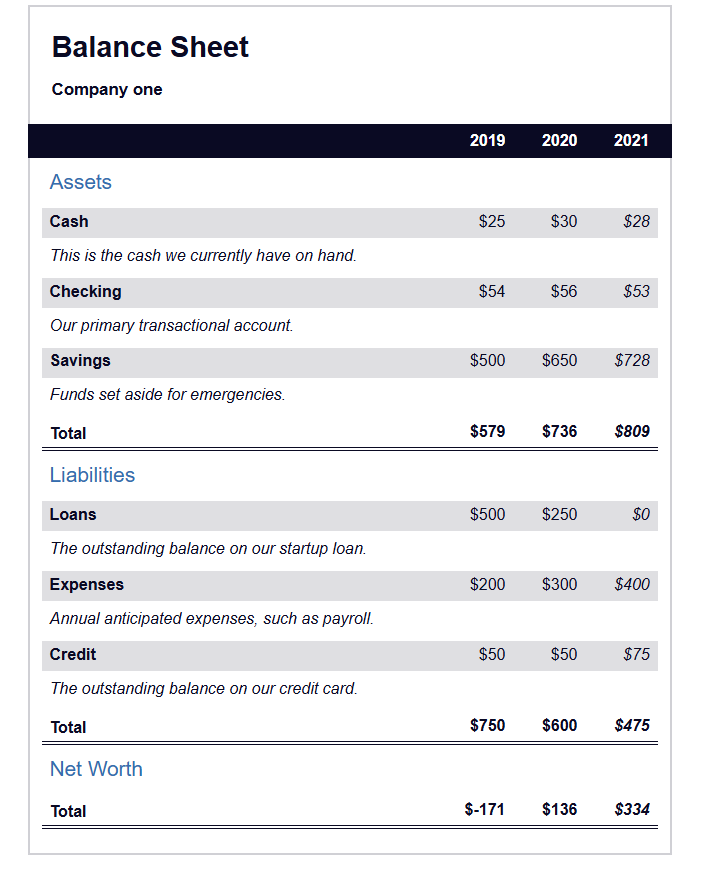 Balance Sheet
Company one
2019 2020 2021
Assets
Cash $25 $30 $28
This is the cash we currently have on hand.
Checking $54 $56 $53
Our primary transactional account.
Savings $500 $650 $728
Funds set aside for emergencies.
Total $579 $736 $809
Liabilities
Loans $500 $250 $0
The outstanding balance on our startup loan.
Expenses $200 $300 $400
Annual anticipated expenses, such as payroll.
Credit $50 $50 $75
The outstanding balance on our credit card.
Total $750 $600 $475
Net Worth
Total $-171 $136 $334